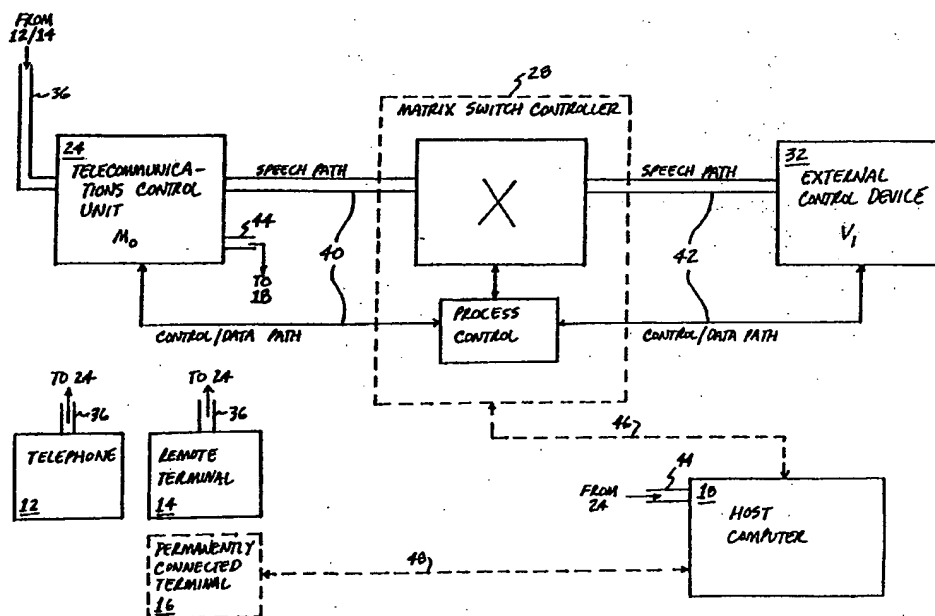 FROM
12/14
36
28
MATRIX SWITCH CONTROLLER
24
TELECOMMUNICA-
TIONS CONTROL
UNIT
M0
SPEECH PATH
X
SPEECH PATH
32
EXTERNAL
CONTROL DEVICE
V1
44
TO
18
40
42
PROCESS
CONTROL
CONTROL/DATA PATH
CONTROL/DATA PATH
TO 24
36
TELEPHONE
12
TO 24
36
REMOTE
TERMINAL
14
46
44
FROM
24
18
HOST
COMPUTER
PERMANENTLY
CONNECTED
TERMINAL
16
48